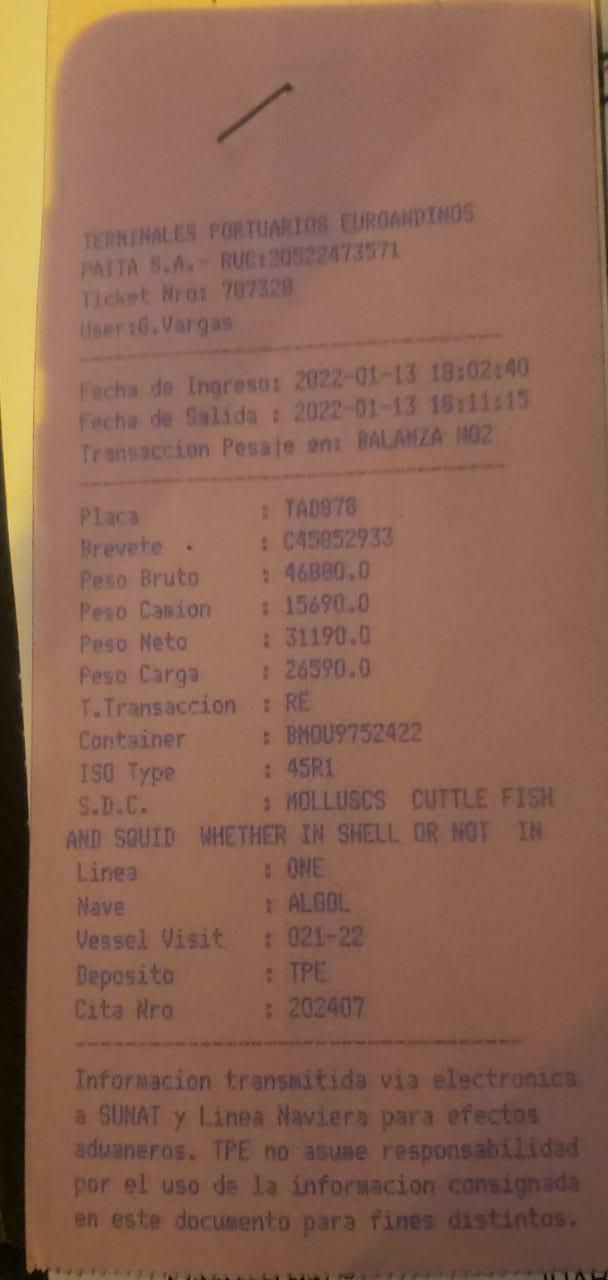 TERMINALES PORTUARIOS EUROANDINOS
PAITA S.A.- RUC:20522473571
Ticket Nro: 787328
User:G.Vargas
Fecha de Ingreso: 2022-01-13 18:02:40
Fecha de Salida : 2022-01-13 18:11:15
Transaccion Pesaje en: BALANZA NO2
Placa : TAD878
Brevete : C45852933
Peso Bruto : 46880.0
Peso Camion : 15690.0
Peso Neto : 31190.0
Peso Carga : 26590.0
T.Transaccion : RE
Container : BMOU9752422
ISO Type : 45R1
S.D.C. : MOLLUSCS CUTTLE FISH
AND SQUID WHETHER IN SHELL OR NOT IN
Linea : ONE
Nave : ALGOL
Vessel Visit : 021-22
Deposito : TPE
Cita Nro : 202407
Informacion transmitida via electronica
a SUNAT y Linea Naviera para efectos
aduaneros. TPE no asume responsabilidad
por el uso de la informacion consignada
en este documento para fines distintos.